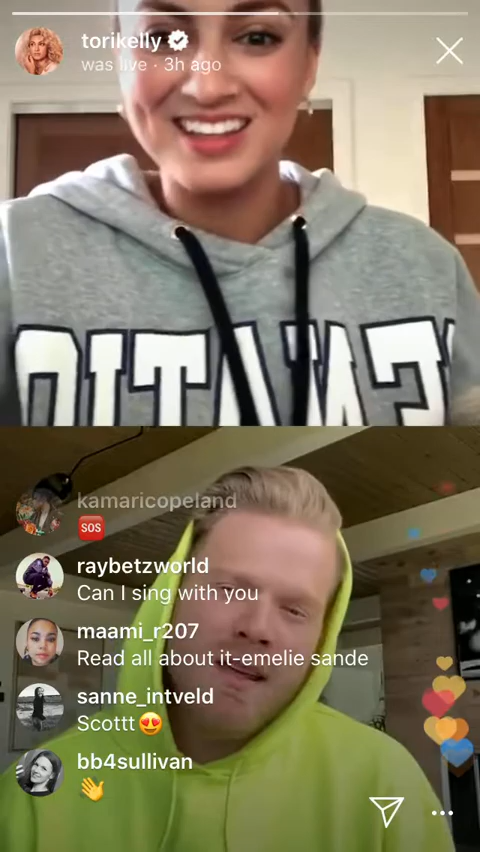 torikelly
was live · 3h ago
kamaricopeland
🆘
raybetzworld
Can I sing with you
maami_r207
Read all about it-emelie sande
sanne_intveld
Scottt😍
bb4sullivan
👋